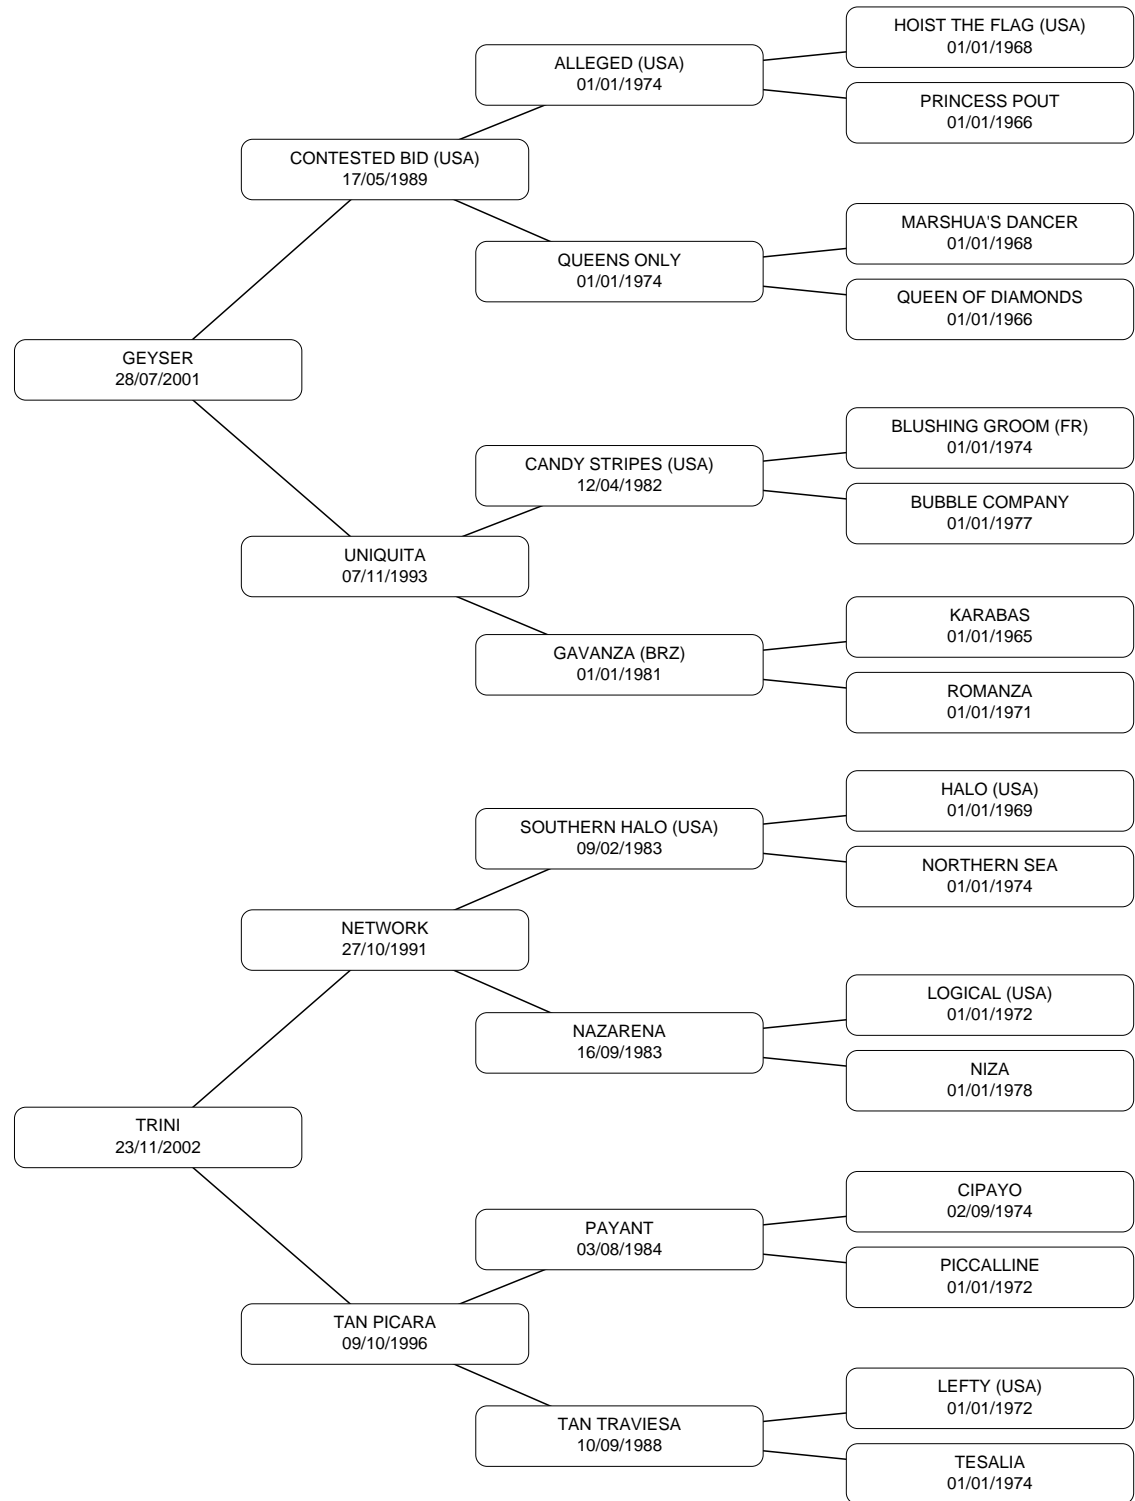 HOIST THE FLAG (USA)
01/01/1968
ALLEGED (USA)
01/01/1974
PRINCESS POUT
01/01/1966
CONTESTED BID (USA)
17/05/1989
MARSHUA'S DANCER
01/01/1968
QUEENS ONLY
01/01/1974
QUEEN OF DIAMONDS
01/01/1966
GEYSER
28/07/2001
BLUSHING GROOM (FR)
01/01/1974
CANDY STRIPES (USA)
12/04/1982
BUBBLE COMPANY
01/01/1977
UNIQUITA
07/11/1993
KARABAS
01/01/1965
GAVANZA (BRZ)
01/01/1981
ROMANZA
01/01/1971
HALO (USA)
01/01/1969
SOUTHERN HALO (USA)
09/02/1983
NORTHERN SEA
01/01/1974
NETWORK
27/10/1991
LOGICAL (USA)
01/01/1972
NAZARENA
16/09/1983
NIZA
01/01/1978
TRINI
23/11/2002
CIPAYO
02/09/1974
PAYANT
03/08/1984
PICCALLINE
01/01/1972
TAN PICARA
09/10/1996
LEFTY (USA)
01/01/1972
TAN TRAVIESA
10/09/1988
TESALIA
01/01/1974